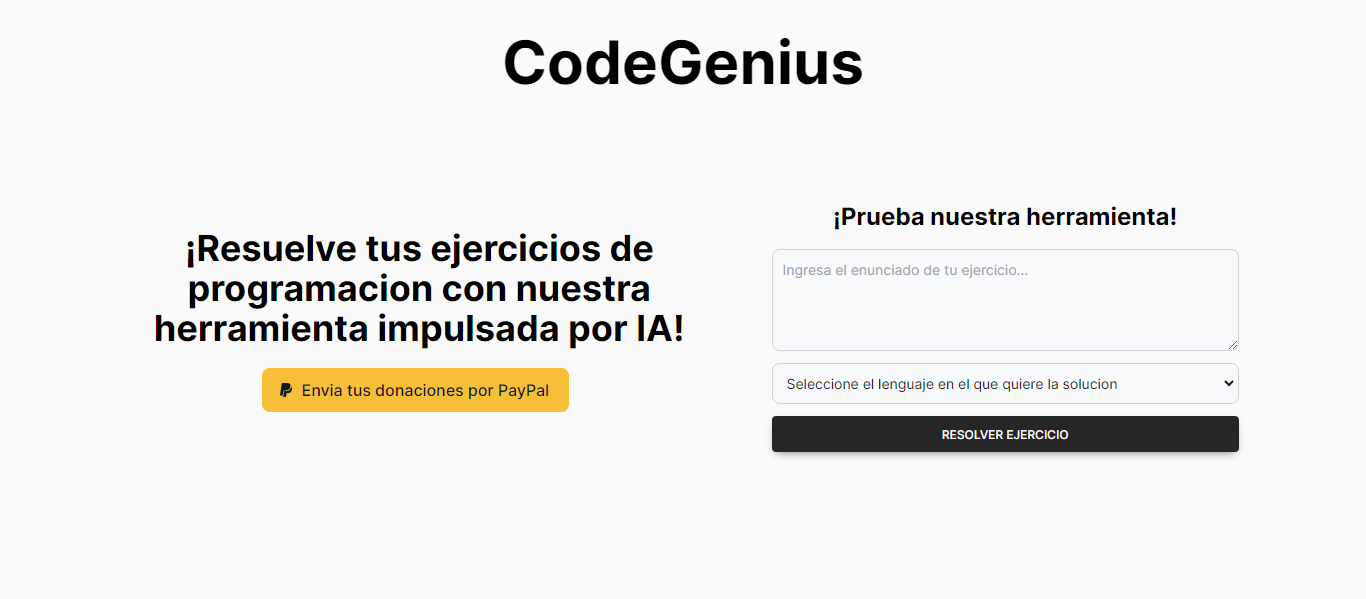 CodeGenius
¡Resuelve tus ejercicios de
programacion con nuestra
herramienta impulsada por IA!
Envia tus donaciones por PayPal
¡Prueba nuestra herramienta!
Ingresa el enunciado de tu ejercicio...
Seleccione el lenguaje en el que quiere la solucion
RESOLVER EJERCICIO